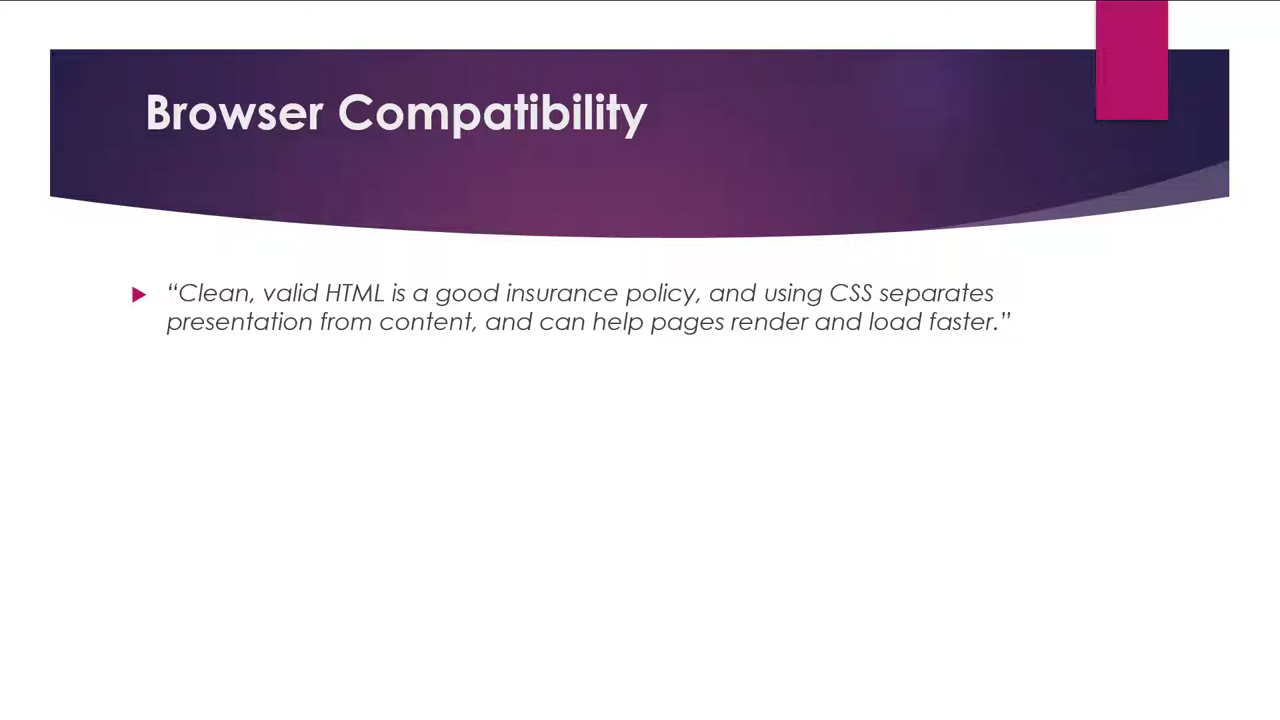 Browser Compatibility
“Clean, valid HTML is a good insurance policy, and using CSS separates
presentation from content, and can help pages render and load faster.”